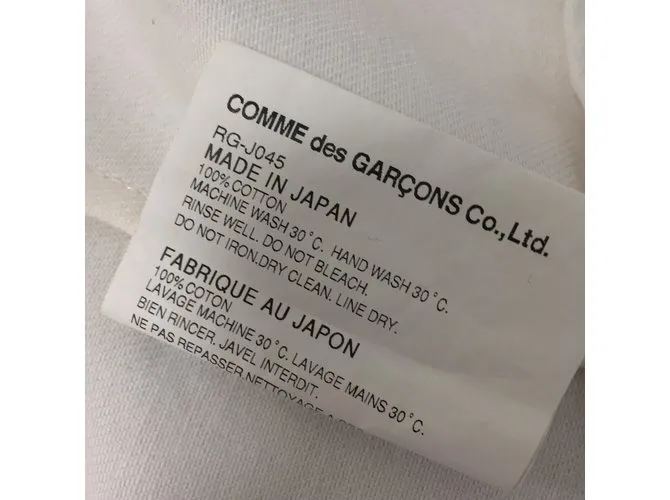 COMME des GARÇONS Co.,Ltd.
RG-J045
MADE IN JAPAN
100% COTTON
MACHINE WASH 30°C. HAND WASH 30°C.
RINSE WELL. DO NOT BLEACH.
DO NOT IRON.DRY CLEAN. LINE DRY.
FABRIQUE AU JAPON
100% COTON
LAVAGE MACHINE 30°C. LAVAGE MAINS 30°C.
BIEN RINCER. JAVEL INTERDIT.
NE PAS REPASSER.NETTOYAGE